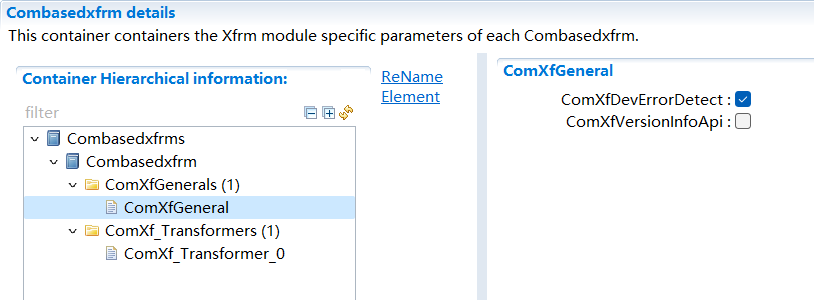 Combasedxfrm details
This container containers the Xfrm module specific parameters of each Combasedxfrm.
Container Hierarchical information:
filter
Combasedxfrms
Combasedxfrm
ComXfGenerals (1)
ComXfGeneral
ComXf_Transformers (1)
ComXf_Transformer_0
ReName
Element
ComXfGeneral
ComXfDevErrorDetect :
ComXfVersionInfoApi :